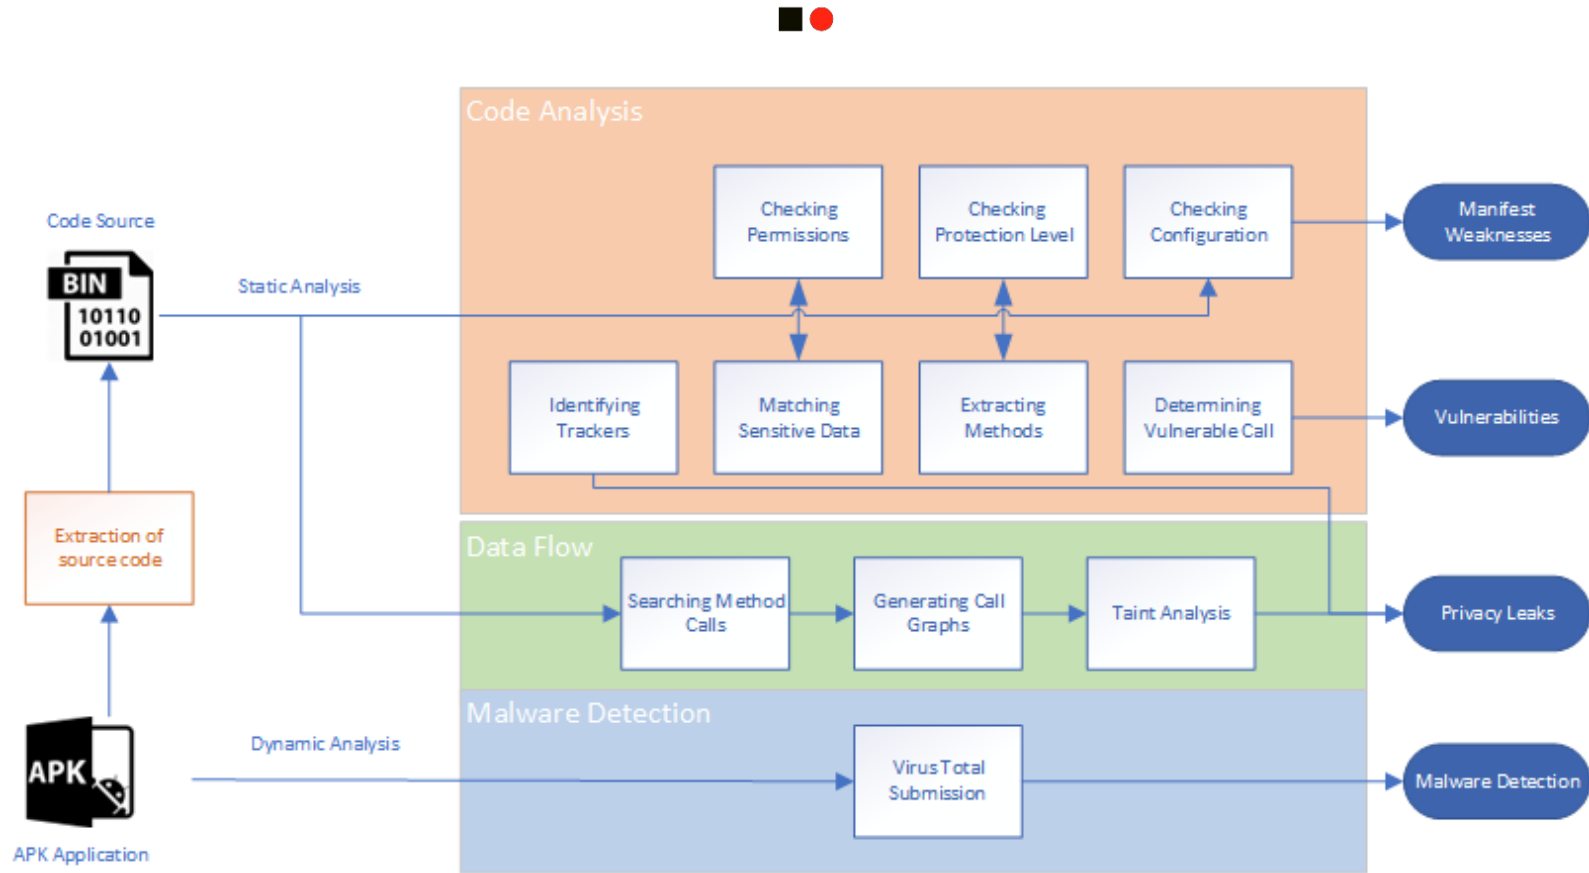 Code Analysis
Checking
Permissions
Checking
Protection Level
Checking
Configuration
Manifest
Weaknesses
Code Source
BIN
10110
01001
Static Analysis
Identifying
Trackers
Matching
Sensitive Data
Extracting
Methods
Determining
Vulnerable Call
Vulnerabilities
Extraction of
source code
Data Flow
Searching Method
Calls
Generating Call
Graphs
Taint Analysis
Privacy Leaks
Malware Detection
Dynamic Analysis
APK
Virus Total
Submission
Malware Detection
APK Application